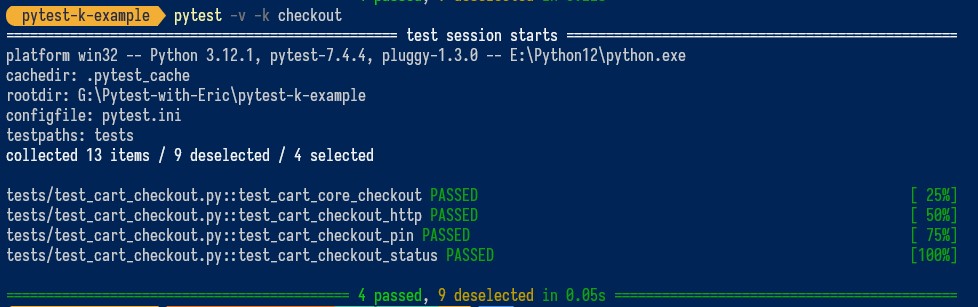 pytest-k-example pytest -v -k checkout
============================================== test session starts ==============================================
platform win32 -- Python 3.12.1, pytest-7.4.4, pluggy-1.3.0 -- E:\Python12\python.exe
cachedir: .pytest_cache
rootdir: G:\Pytest-with-Eric\pytest-k-example
configfile: pytest.ini
testpaths: tests
collected 13 items / 9 deselected / 4 selected
tests/test_cart_checkout.py::test_cart_core_checkout PASSED [ 25%]
tests/test_cart_checkout.py::test_cart_checkout_http PASSED [ 50%]
tests/test_cart_checkout.py::test_cart_checkout_pin PASSED [ 75%]
tests/test_cart_checkout.py::test_cart_checkout_status PASSED [100%]
======================================== 4 passed, 9 deselected in 0.05s ========================================